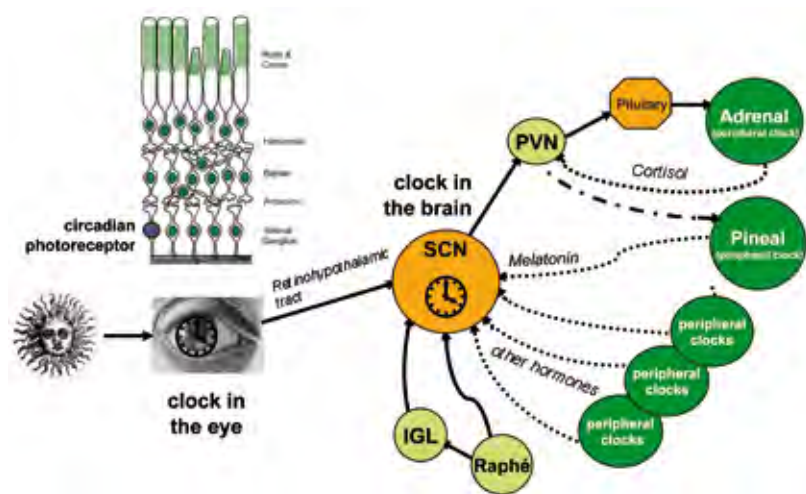 Rods &
Cones
Horizontal
Bipolar
Amacrine
Retinal
Ganglion
circadian
photoreceptor
clock in
the eye
Retinohypothalamic
tract
clock in
the brain
SCN
IGL
Raphé
PVN
Pituitary
Adrenal
(peripheral clock)
Cortisol
Pineal
(peripheral clock)
Melatonin
other hormones
peripheral
clocks
peripheral
clocks
peripheral
clocks